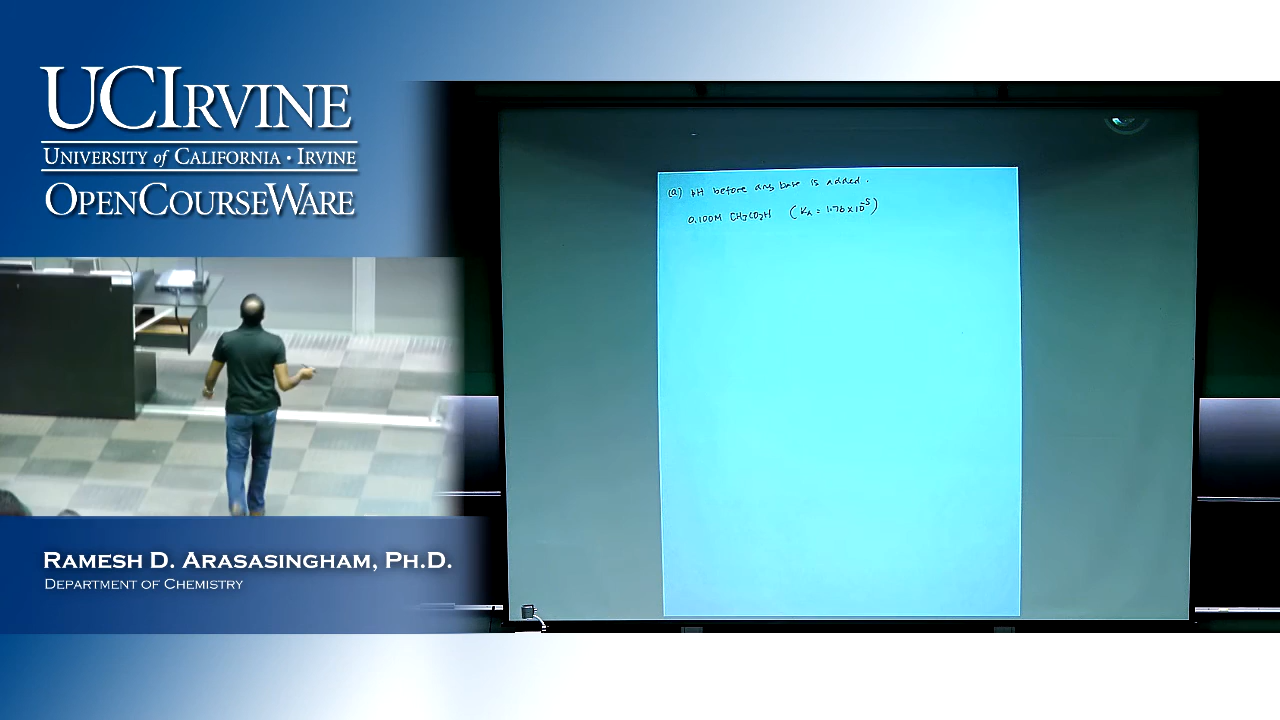 UCIRVINE
UNIVERSITY of CALIFORNIA · IRVINE
OPENCOURSEWARE
(a) pH before any base is added.
0.100M CH3CO2H (KA = 1.76 x 10-5)
RAMESH D. ARASASINGHAM, PH.D.
DEPARTMENT OF CHEMISTRY